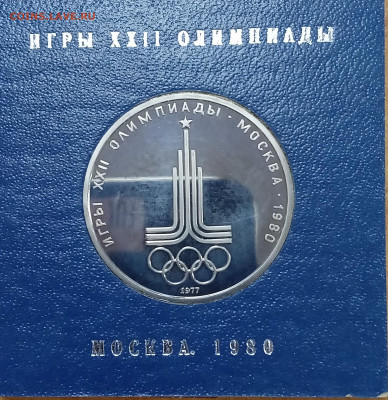 ИГРЫ XXII ОЛИМПИАДЫ
ИГРЫ XXII ОЛИМПИАДЫ · МОСКВА · 1980
1977
МОСКВА. 1980